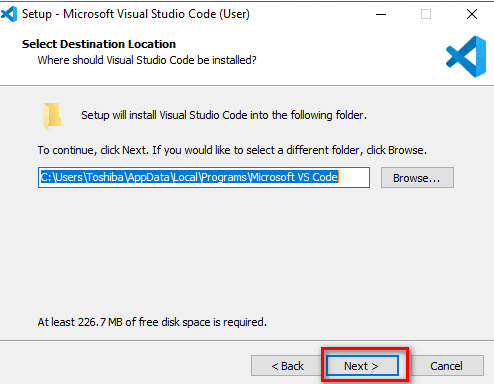 Setup - Microsoft Visual Studio Code (User)
Select Destination Location
Where should Visual Studio Code be installed?
Setup will install Visual Studio Code into the following folder.
To continue, click Next. If you would like to select a different folder, click Browse.
C:\Users\Toshiba\AppData\Local\Programs\Microsoft VS Code
Browse...
At least 226.7 MB of free disk space is required.
< Back
Next >
Cancel